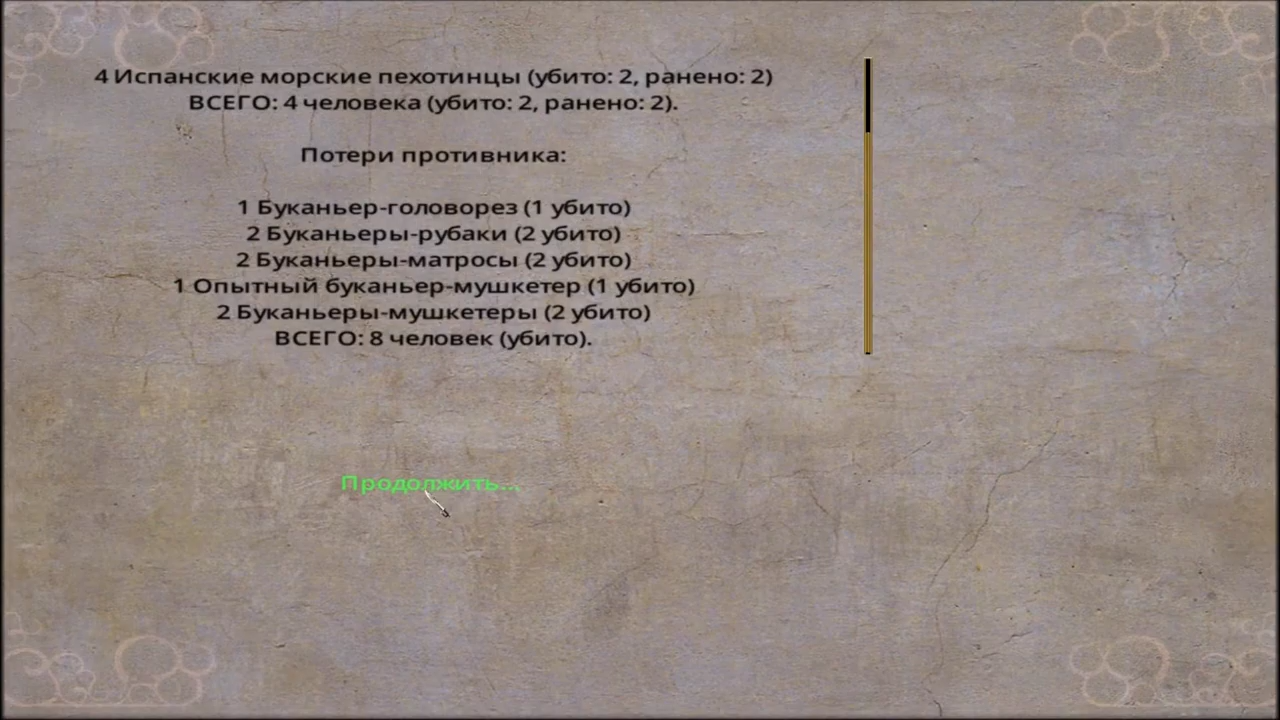 4 Испанские морские пехотинцы (убито: 2, ранено: 2)
ВСЕГО: 4 человека (убито: 2, ранено: 2).
Потери противника:
1 Буканьер-головорез (1 убито)
2 Буканьеры-рубаки (2 убито)
2 Буканьеры-матросы (2 убито)
1 Опытный буканьер-мушкетер (1 убито)
2 Буканьеры-мушкетеры (2 убито)
ВСЕГО: 8 человек (убито).
Продолжить...